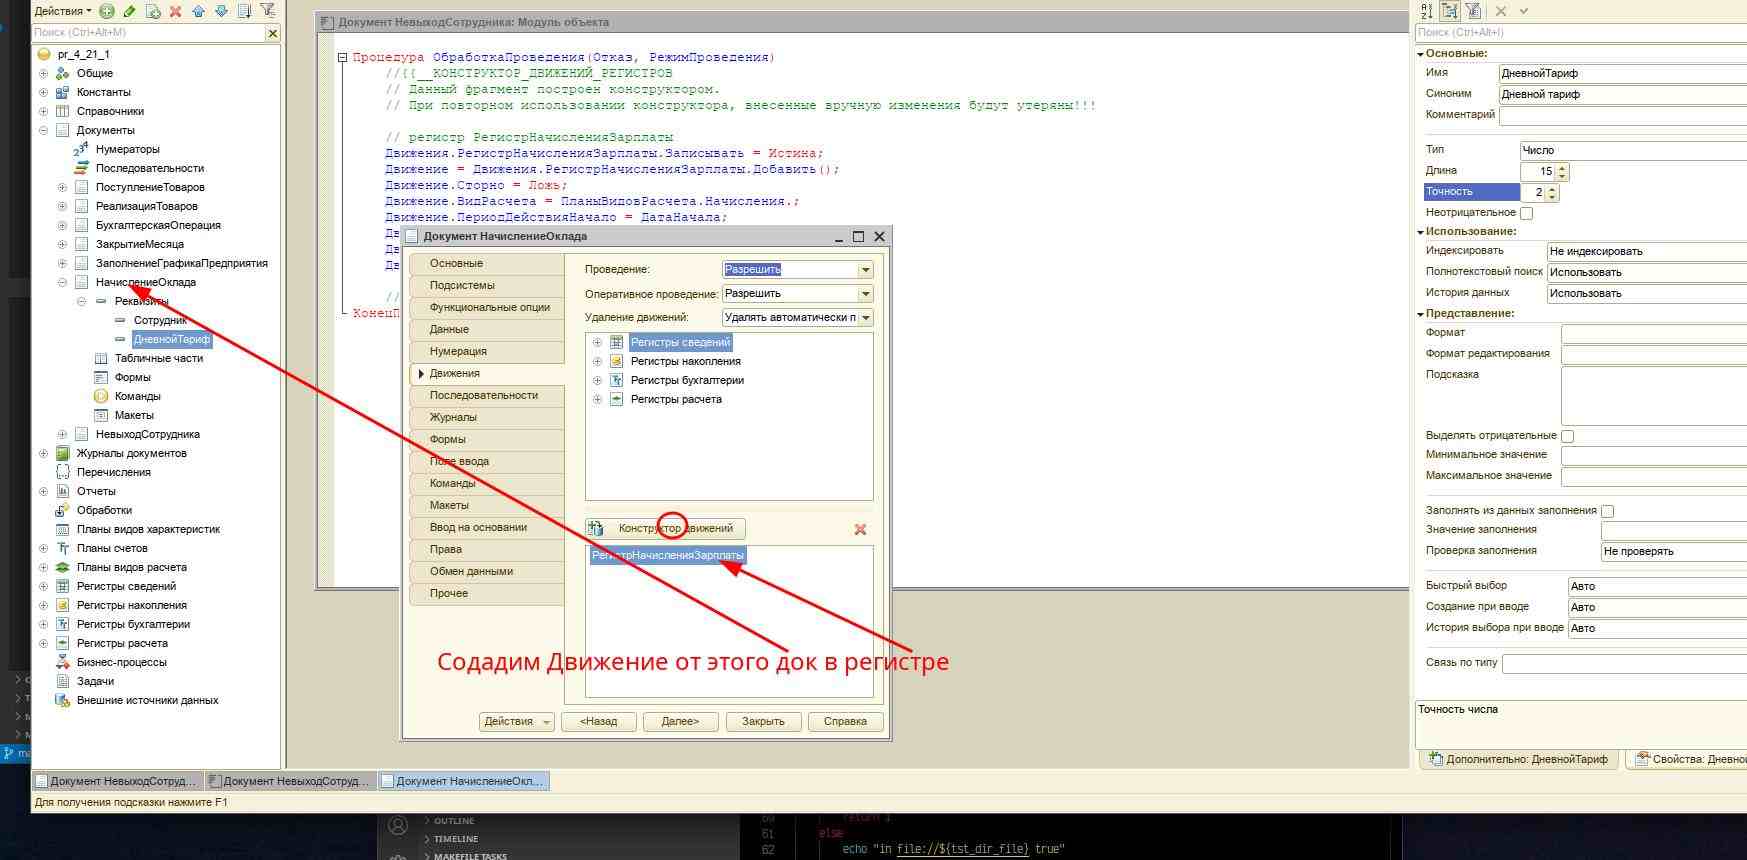 Действия
Поиск (Ctrl+Alt+M)
pr_4_21_1
Общие
Константы
Справочники
Документы
Нумераторы
Последовательности
ПоступлениеТоваров
РеализацияТоваров
БухгалтерскаяОперация
ЗакрытиеМесяца
ЗаполнениеГрафикаПредприятия
НачислениеОклада
Реквизиты
Сотрудник
ДневнойТариф
Табличные части
Формы
Команды
Макеты
НевыходСотрудника
Журналы документов
Перечисления
Отчеты
Обработки
Планы видов характеристик
Планы счетов
Планы видов расчета
Регистры сведений
Регистры накопления
Регистры бухгалтерии
Регистры расчета
Бизнес-процессы
Задачи
Внешние источники данных
Документ НевыходСотрудника: Модуль объекта
Процедура ОбработкаПроведения(Отказ, РежимПроведения)
//{{__КОНСТРУКТОР_ДВИЖЕНИЙ_РЕГИСТРОВ
// Данный фрагмент построен конструктором.
// При повторном использовании конструктора, внесенные вручную изменения будут утеряны!!!
// регистр РегистрНачисленияЗарплаты
Движения.РегистрНачисленияЗарплаты.Записывать = Истина;
Движение = Движения.РегистрНачисленияЗарплаты.Добавить();
Движение.Сторно = Ложь;
Движение.ВидРасчета = ПланыВидовРасчета.Начисления.;
Движение.ПериодДействияНачало = ДатаНачала;
Дв
Дв
Дв
//
КонецП
Документ НачислениеОклада
Основные
Подсистемы
Функциональные опции
Данные
Нумерация
Движения
Последовательности
Журналы
Формы
Поле ввода
Команды
Макеты
Ввод на основании
Права
Обмен данными
Прочее
Проведение: Разрешить
Оперативное проведение: Разрешить
Удаление движений: Удалять автоматически п
Регистры сведений
Регистры накопления
Регистры бухгалтерии
Регистры расчета
Конструктор движений
РегистрНачисленияЗарплаты
Содадим Движение от этого док в регистре
Действия <Назад Далее> Закрыть Справка
Поиск (Ctrl+Alt+I)
Основные:
Имя ДневнойТариф
Синоним Дневной тариф
Комментарий
Тип Число
Длина 15
Точность 2
Неотрицательное
Использование:
Индексировать Не индексировать
Полнотекстовый поиск Использовать
История данных Использовать
Представление:
Формат
Формат редактирования
Подсказка
Выделять отрицательные
Минимальное значение
Максимальное значение
Заполнять из данных заполнения
Значение заполнения
Проверка заполнения Не проверять
Быстрый выбор Авто
Создание при вводе Авто
История выбора при вводе Авто
Связь по типу
Точность числа
Дополнительно: ДневнойТариф Свойства: Дневно
Документ НевыходСотруд... Документ НевыходСотруд... Документ НачислениеОкл...
Для получения подсказки нажмите F1
OUTLINE
TIMELINE
MAKEFILE TASKS
60 return 1
61 else
62 echo "in file://${tst_dir_file} true"